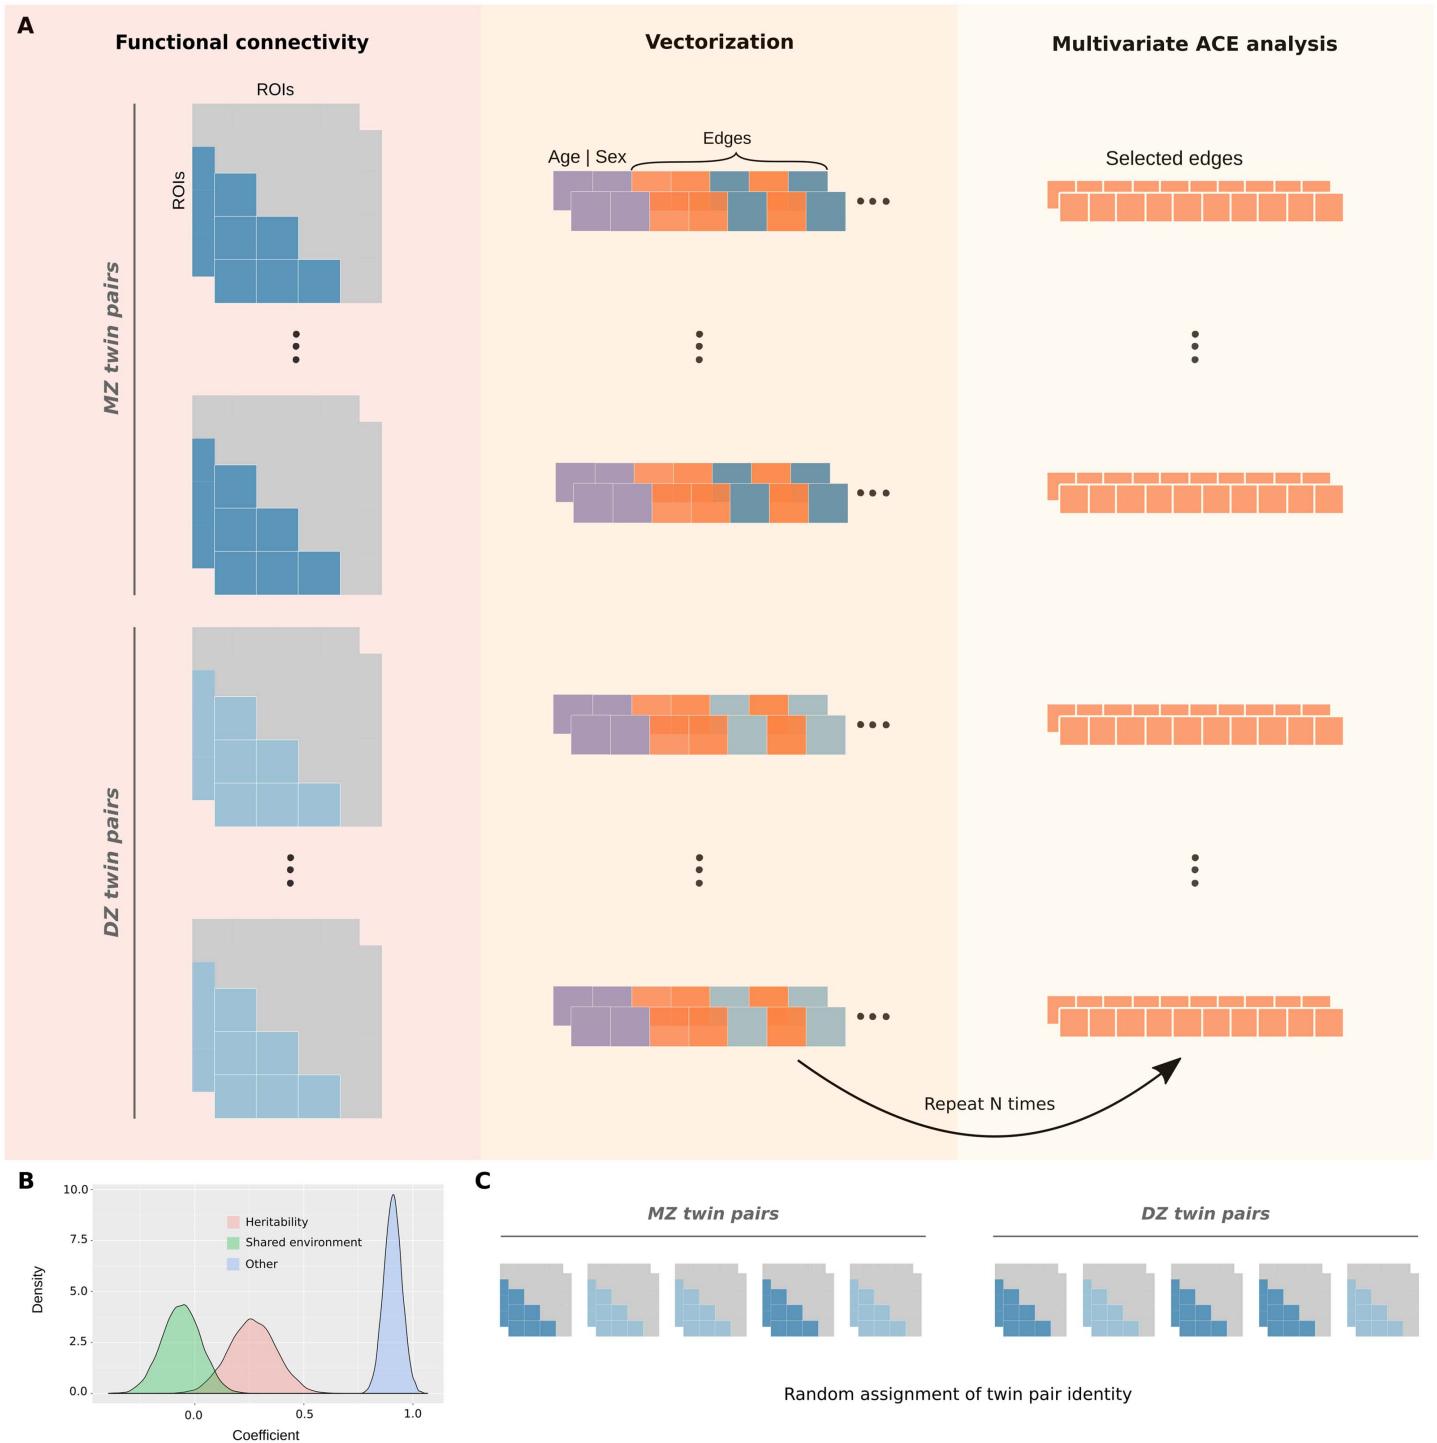 A
Functional connectivity
Vectorization
Multivariate ACE analysis
ROIs
ROIs
MZ twin pairs
DZ twin pairs
Age | Sex
Edges
Selected edges
Repeat N times
B
10.0
7.5
5.0
2.5
0.0
Density
Heritability
Shared environment
Other
0.0 0.5 1.0
Coefficient
C
MZ twin pairs
DZ twin pairs
Random assignment of twin pair identity